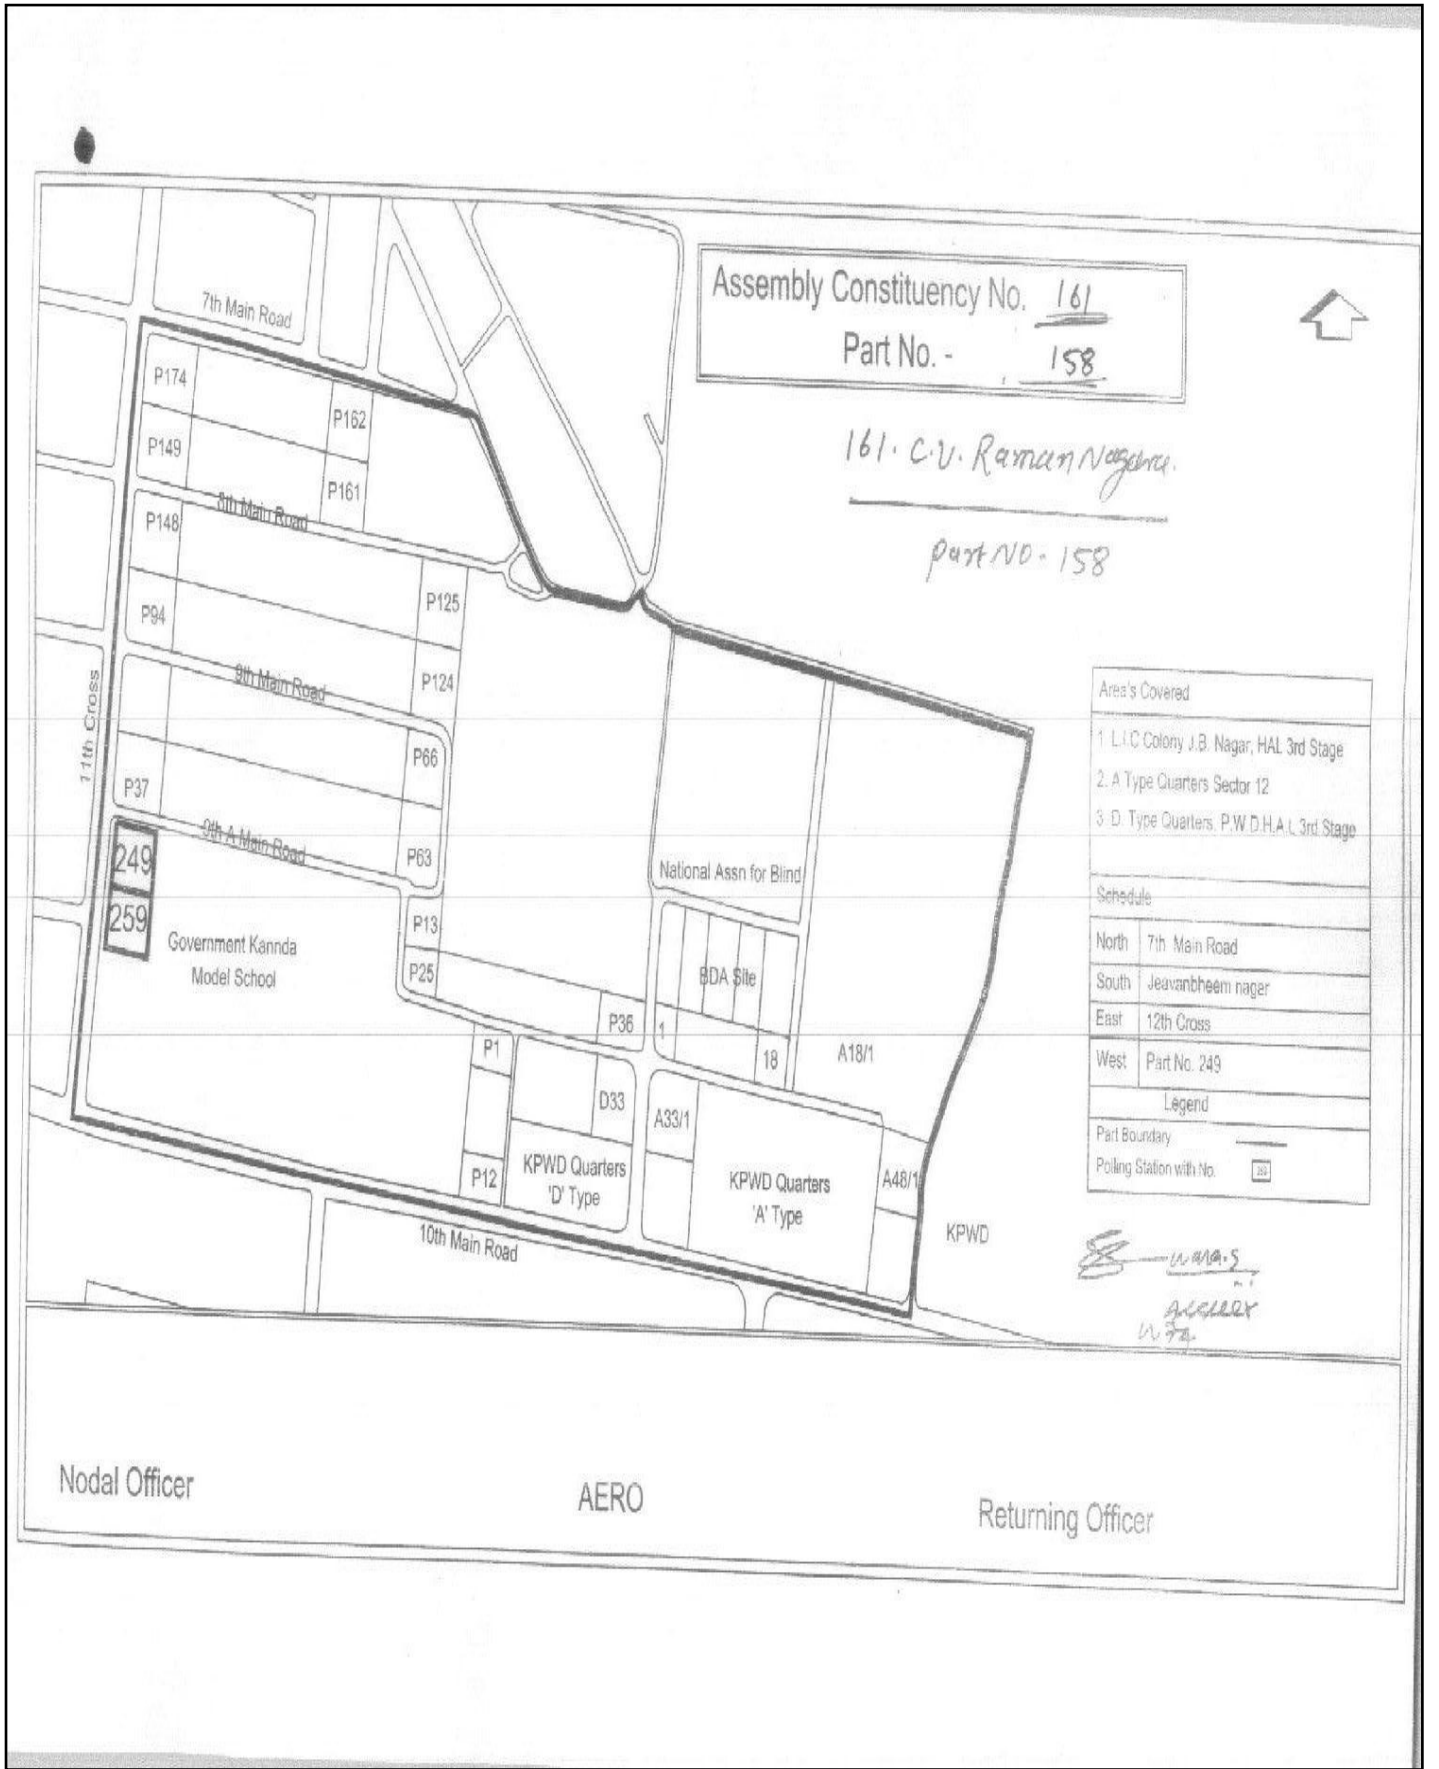 Assembly Constituency No. 161
Part No. - 158
161. C.V. Raman Nagara.
part NO - 158
7th Main Road
P174
P162
P149
P161
8th Main Road
P148
P125
P94
P124
9th Main Road
11th Cross
P66
P37
9th A Main Road
P63
249
259
Government Kannda
Model School
P13
P25
National Assn for Blind
BDA Site
P36
1
18
A18/1
P1
D33
A33/1
P12
KPWD Quarters
'D' Type
KPWD Quarters
'A' Type
A48/1
KPWD
10th Main Road
Area's Covered
1 L.I.C Colony J.B. Nagar, HAL 3rd Stage
2. A Type Quarters Sector 12
3 D. Type Quarters. P.W.D.H.A.L 3rd Stage
Schedule
North 7th Main Road
South Jeavanbheem nagar
East 12th Cross
West Part No. 249
Legend
Part Boundary
Polling Station with No.
Nodal Officer
AERO
Returning Officer